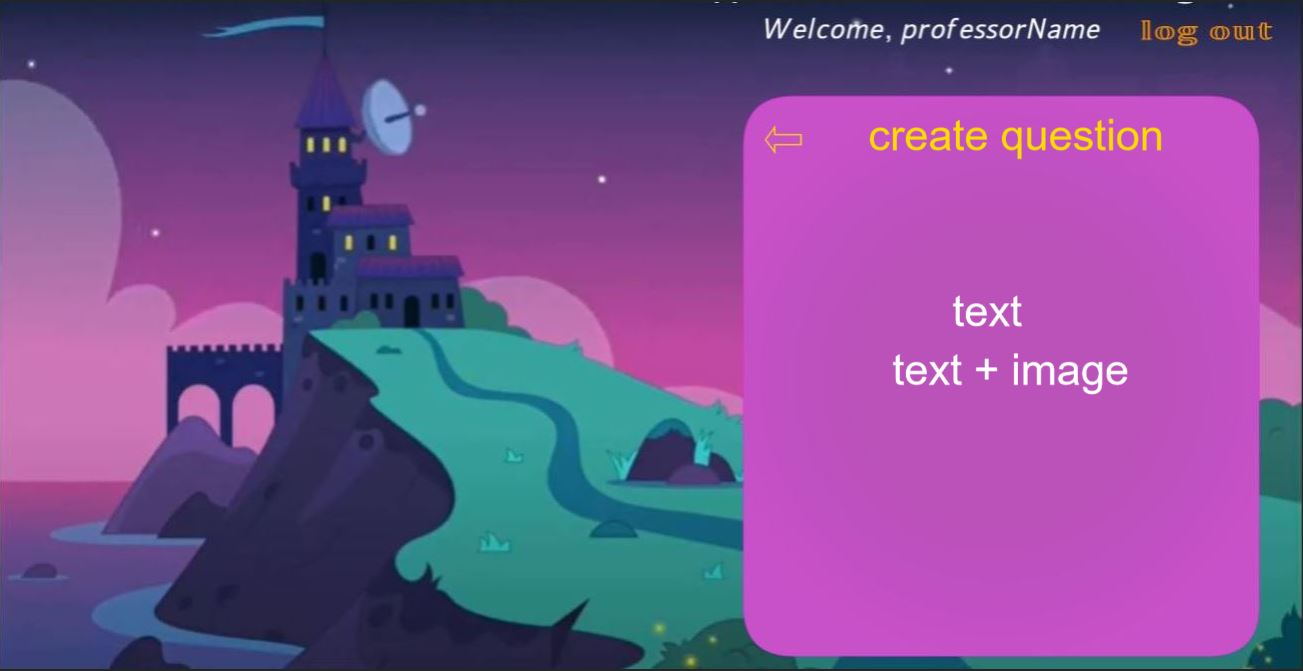 Welcome, professorName
log out
create question
text
text + image